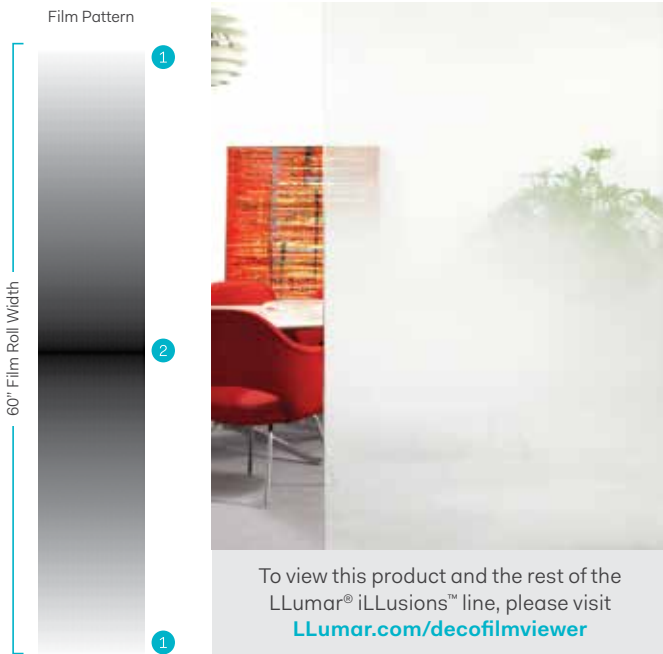 Film Pattern
1
60” Film Roll Width
2
1
To view this product and the rest of the
LLumar® iLLusions™ line, please visit
LLumar.com/decofilmviewer